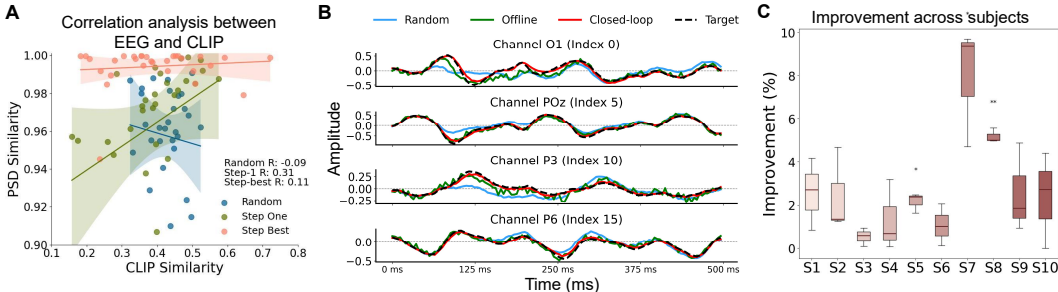 A
Correlation analysis between
EEG and CLIP
PSD Similarity
1.00
0.98
0.96
0.94
0.92
0.90
Random R: -0.09
Step-1 R: 0.31
Step-best R: 0.11
Random
Step One
Step Best
0.1 0.2 0.3 0.4 0.5 0.6 0.7 0.8
CLIP Similarity
B
Random Offline Closed-loop Target
Amplitude
Channel O1 (Index 0)
0.5
0.0
−0.5
Channel POz (Index 5)
0.5
0.0
−0.5
Channel P3 (Index 10)
0.25
0.00
−0.25
Channel P6 (Index 15)
0.5
0.0
−0.5
0 ms 125 ms 250 ms 375 ms 500 ms
Time (ms)
C
Improvement across subjects
Improvement (%)
10
8
6
4
2
0
*
**
*
S1 S2 S3 S4 S5 S6 S7 S8 S9 S10